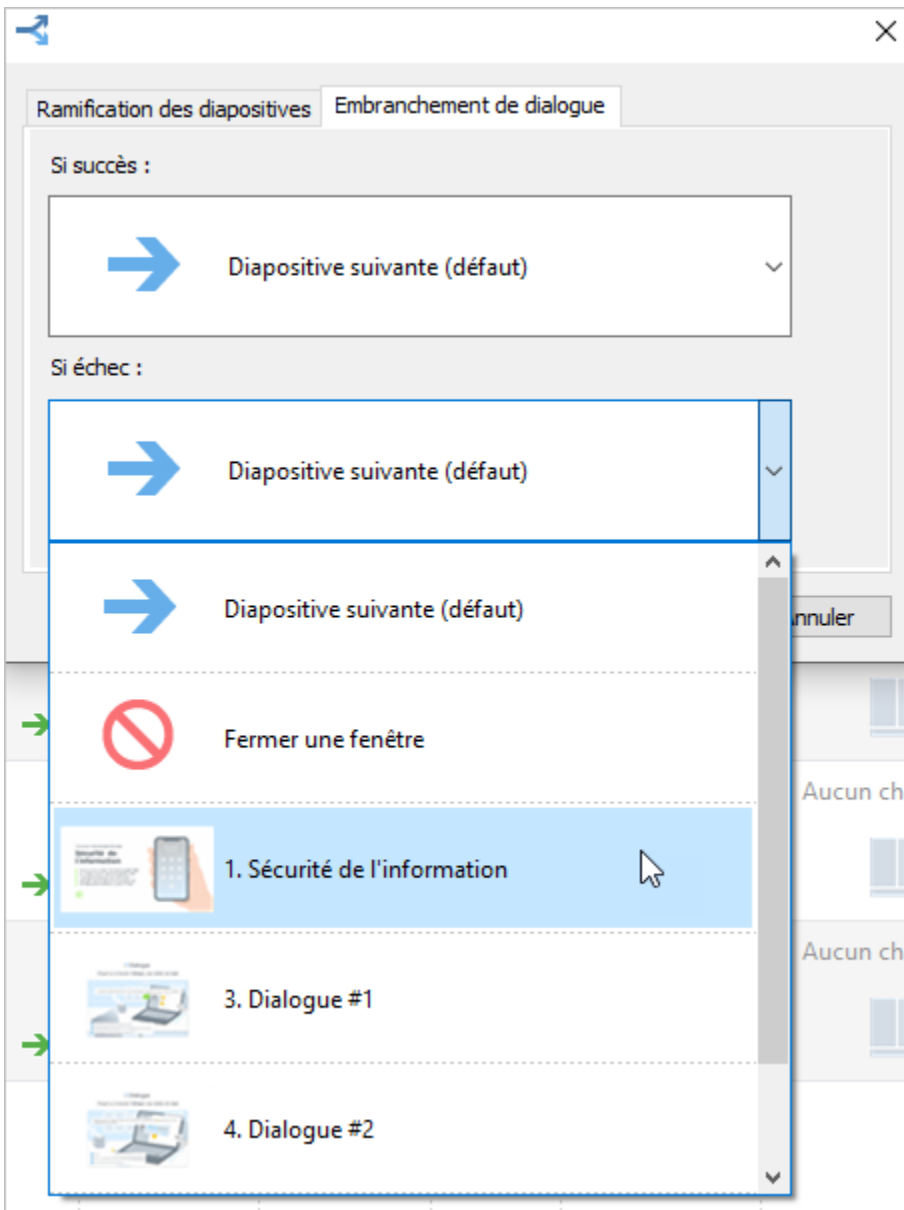 Ramification des diapositives
Embranchement de dialogue
Si succès :
Diapositive suivante (défaut)
Si échec :
Diapositive suivante (défaut)
Diapositive suivante (défaut)
Annuler
Fermer une fenêtre
Aucun ch
1. Sécurité de l'information
Aucun ch
3. Dialogue #1
4. Dialogue #2